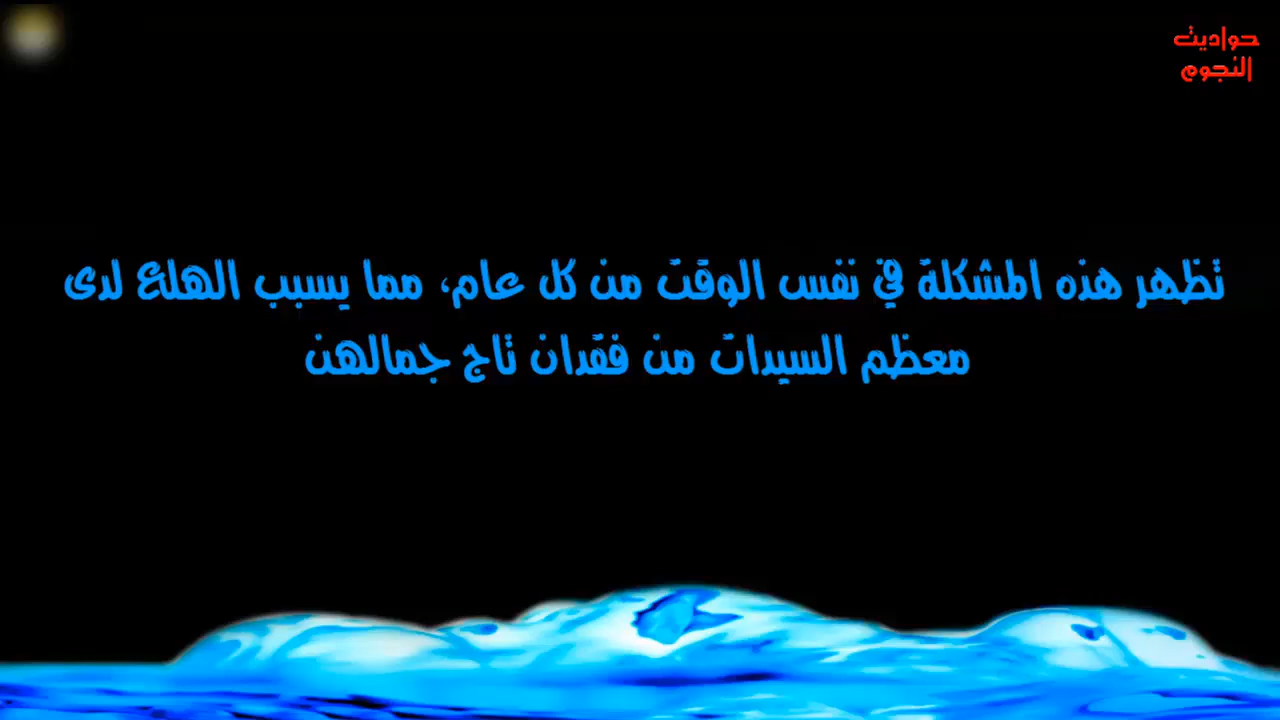 حواديت
النجوم
تظهر هذه المشكلة في نفس الوقت من كل عام، مما يسبب الهلع لدى
معظم السيدات من فقدان تاج جمالهن